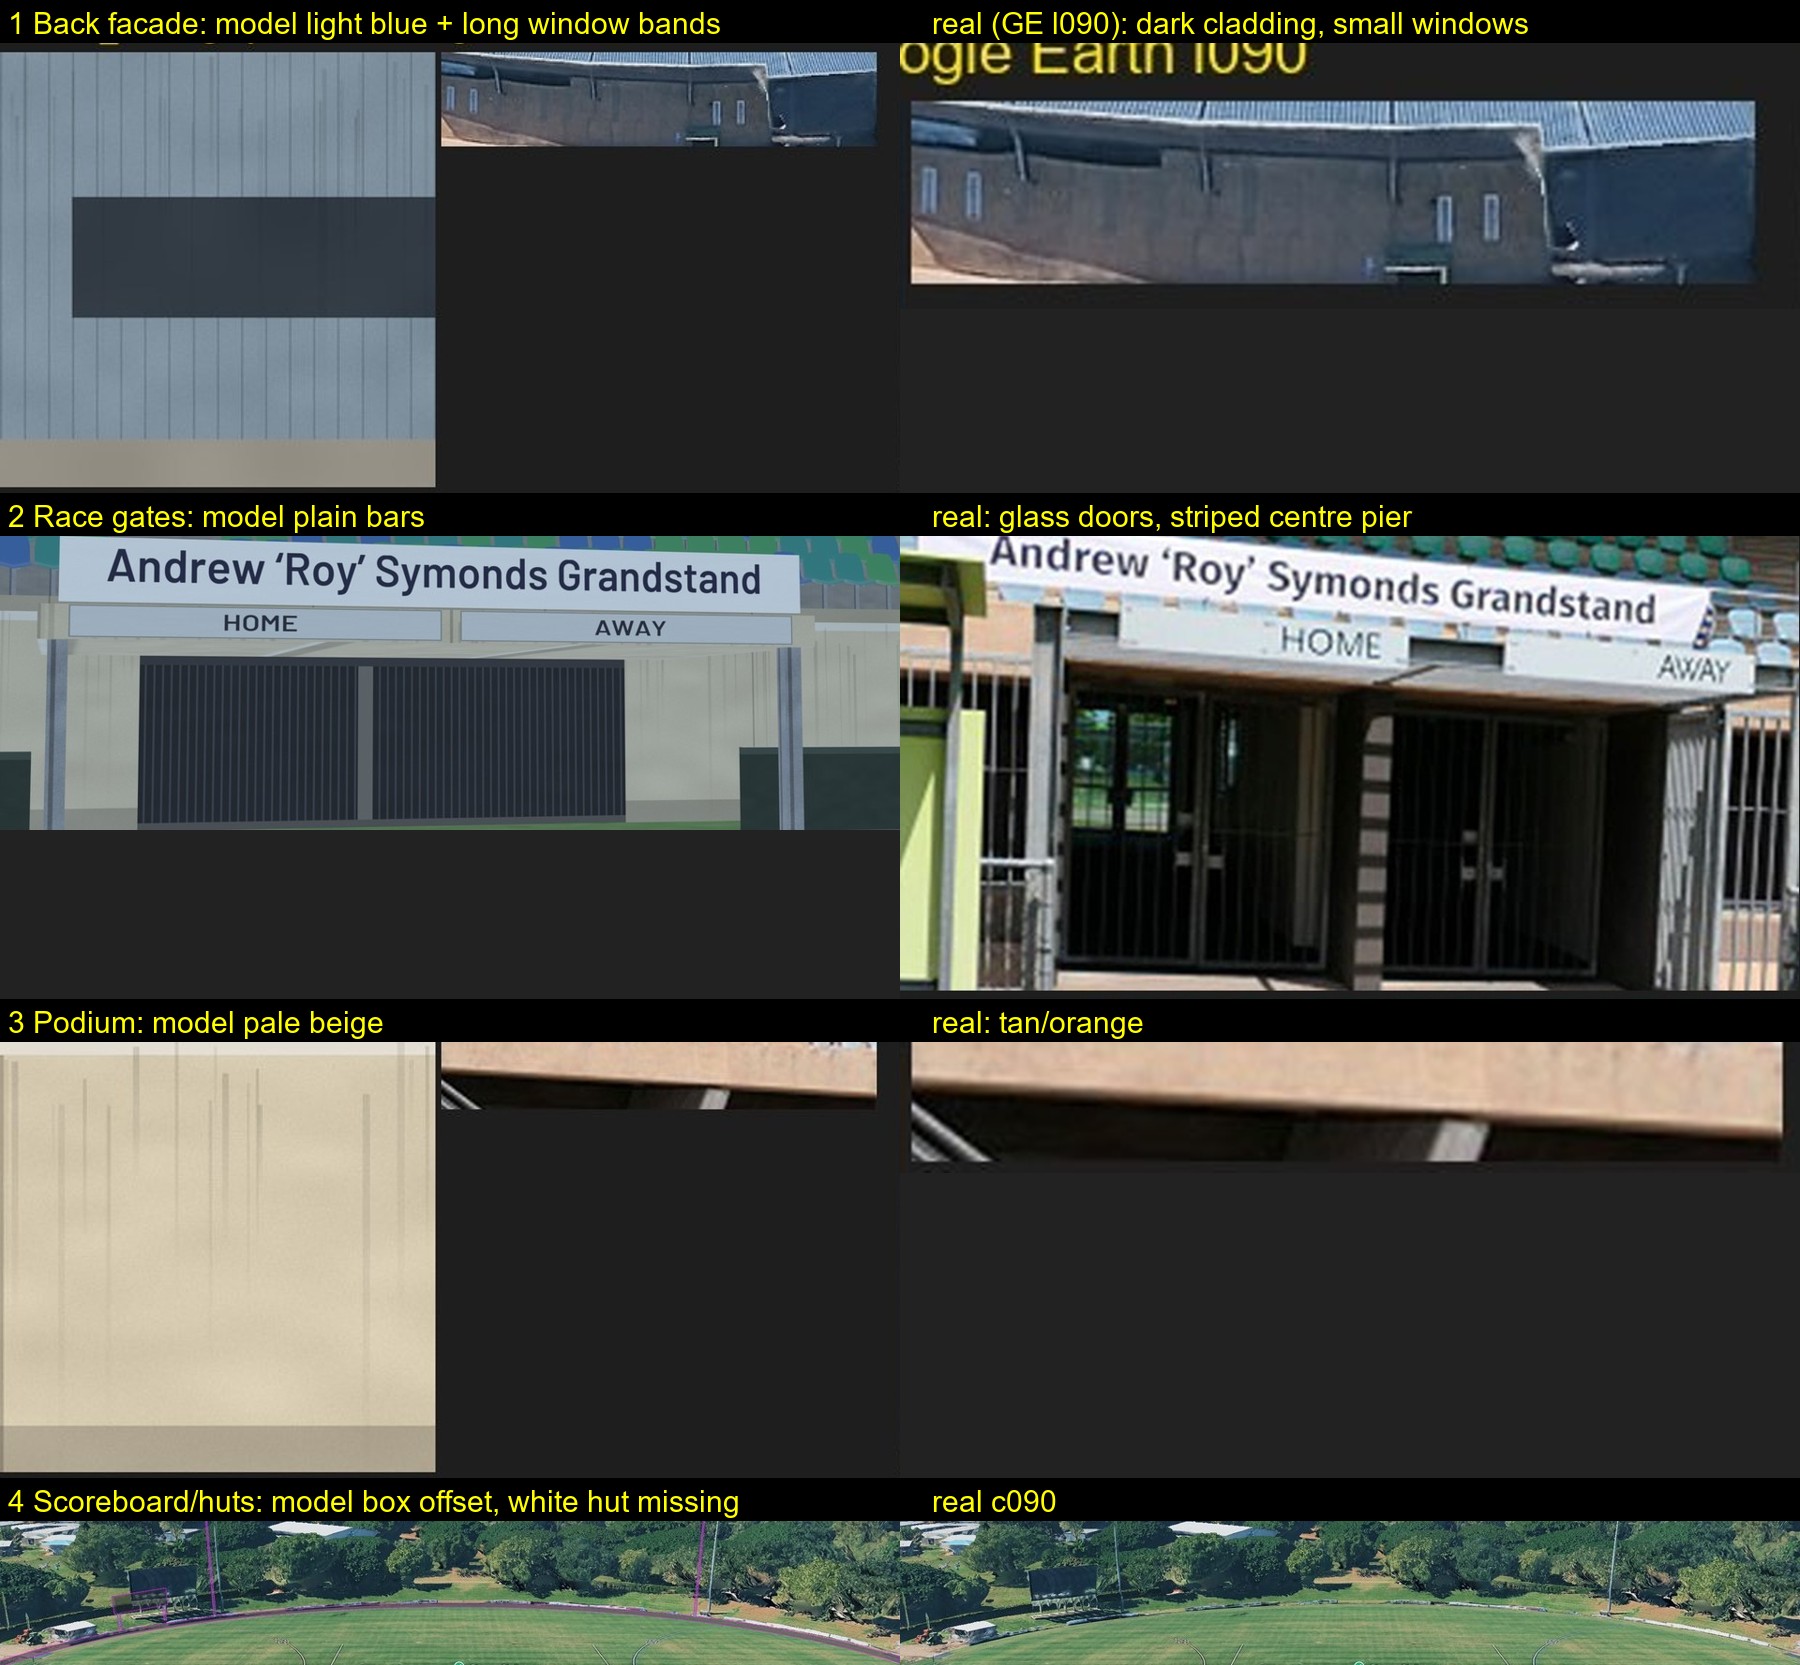 1 Back facade: model light blue + long window bands
real (GE l090): dark cladding, small windows
ogle Earth l090
2 Race gates: model plain bars
real: glass doors, striped centre pier
Andrew ‘Roy’ Symonds Grandstand
HOME
AWAY
Andrew ‘Roy’ Symonds Grandstand
HOME
AWAY
3 Podium: model pale beige
real: tan/orange
4 Scoreboard/huts: model box offset, white hut missing
real c090